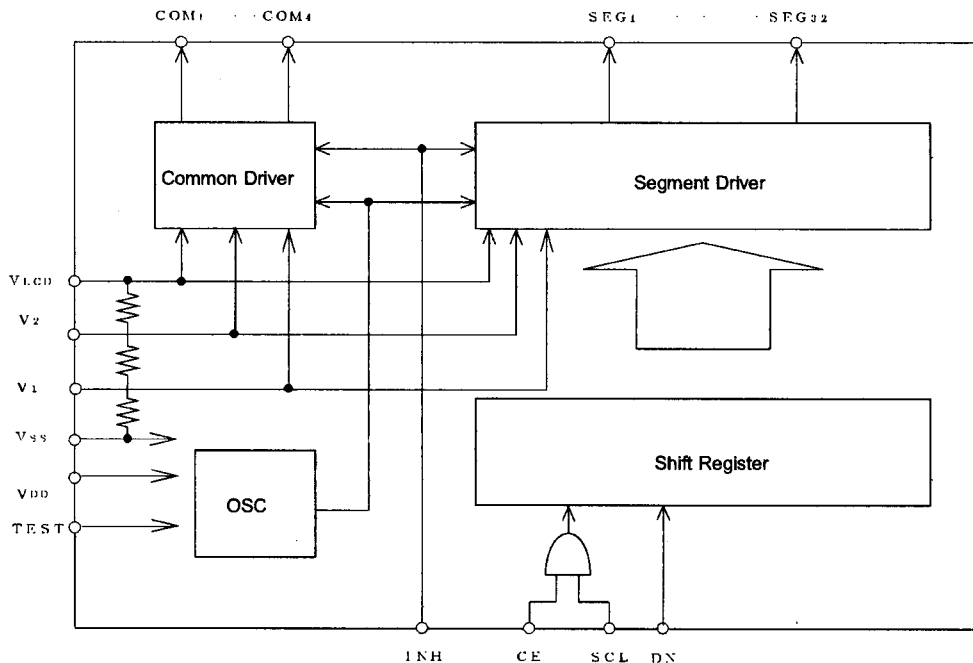 COM1 · · COM4 SEG1 · · · SEG32
Common Driver
Segment Driver
VLCD
V2
V1
VSS
VDD
TEST
OSC
Shift Register
INH CE SCL DN